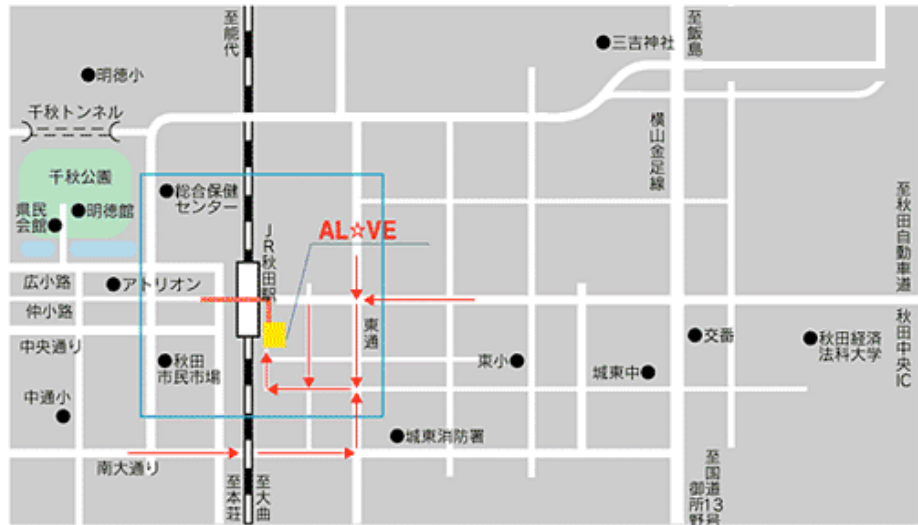 至能代
至飯島
三吉神社
明徳小
千秋トンネル
横山金足線
千秋公園
総合保健
センター
県民
会館
明徳館
AL☆VE
JR秋田駅
至秋田自動車道
秋田中央IC
広小路
アトリオン
仲小路
中央通り
東通
交番
秋田経済
法科大学
秋田
市民市場
東小
城東中
中通小
城東消防署
南大通り
至本荘
至大曲
至国道13号
御所野